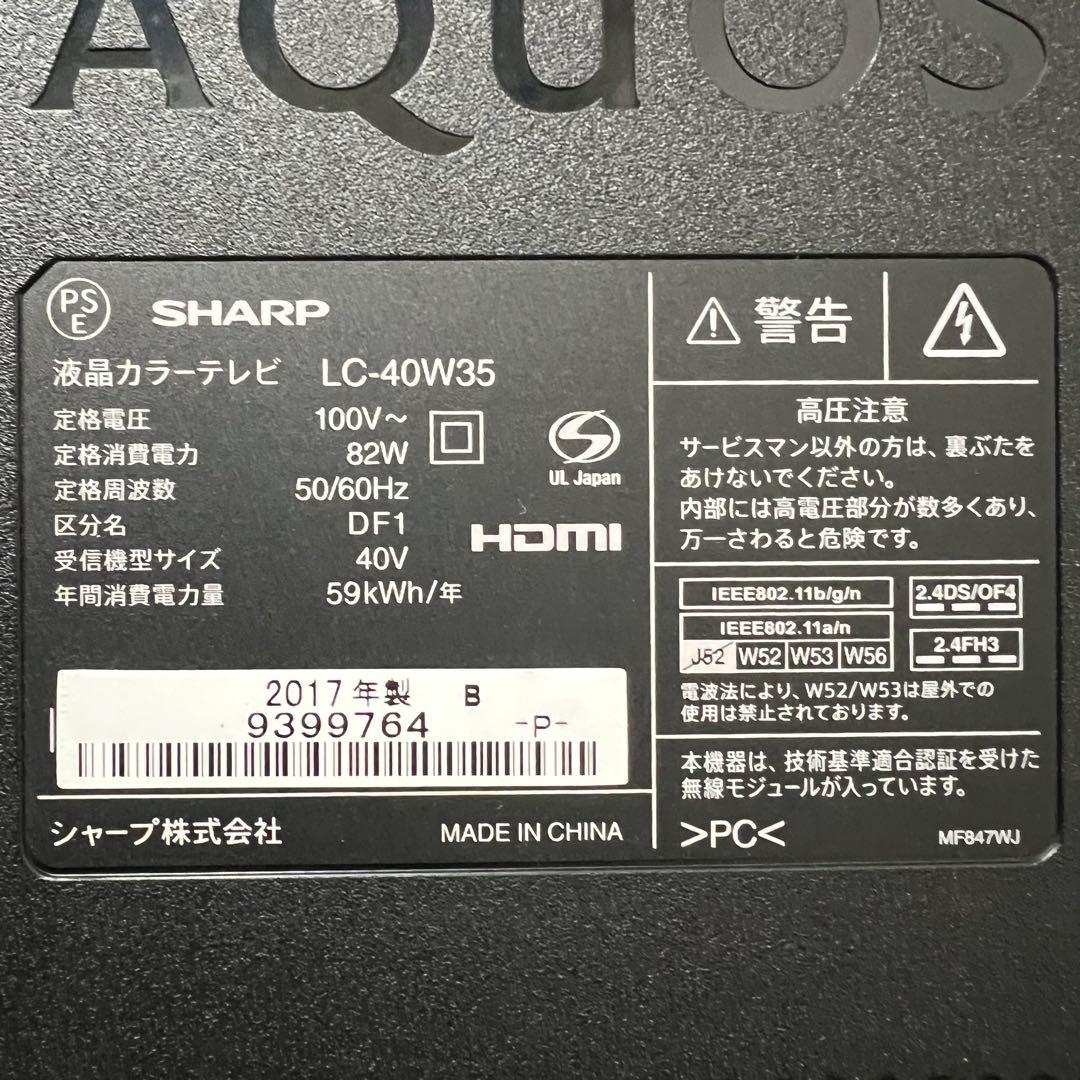 AQUOS
PSE
SHARP
液晶カラーテレビ LC-40W35
定格電圧 100V～
定格消費電力 82W
定格周波数 50/60Hz
区分名 DF1
受信機型サイズ 40V
年間消費電力量 59kWh/年
S
UL Japan
HDMI
2017年製 B
9399764 -P-
シャープ株式会社 MADE IN CHINA
警告
高圧注意
サービスマン以外の方は、裏ぶたを
あけないでください。
内部には高電圧部分が数多くあり、
万一さわると危険です。
IEEE802.11b/g/n
IEEE802.11a/n
J52 W52 W53 W56
2.4DS/OF4
2.4FH3
電波法により、W52/W53は屋外での
使用は禁止されております。
本機器は、技術基準適合認証を受けた
無線モジュールが入っています。
>PC< MF847WJ